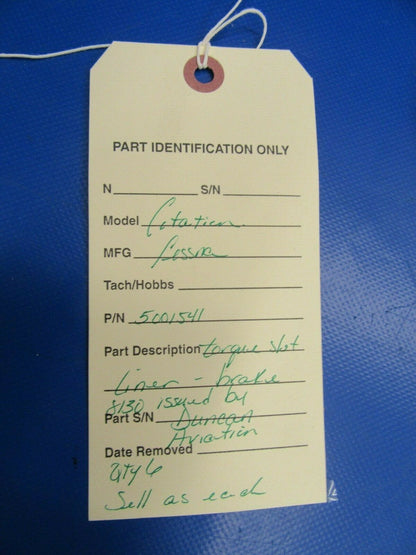 PART IDENTIFICATION ONLY
N S/N
Model Citation
MFG Cessna
Tach/Hobbs
P/N 5001541
Part Description torque slot
liner - brake
8130 issued by
Part S/N Duncan
Aviation
Date Removed
Qty 6
Sell as each